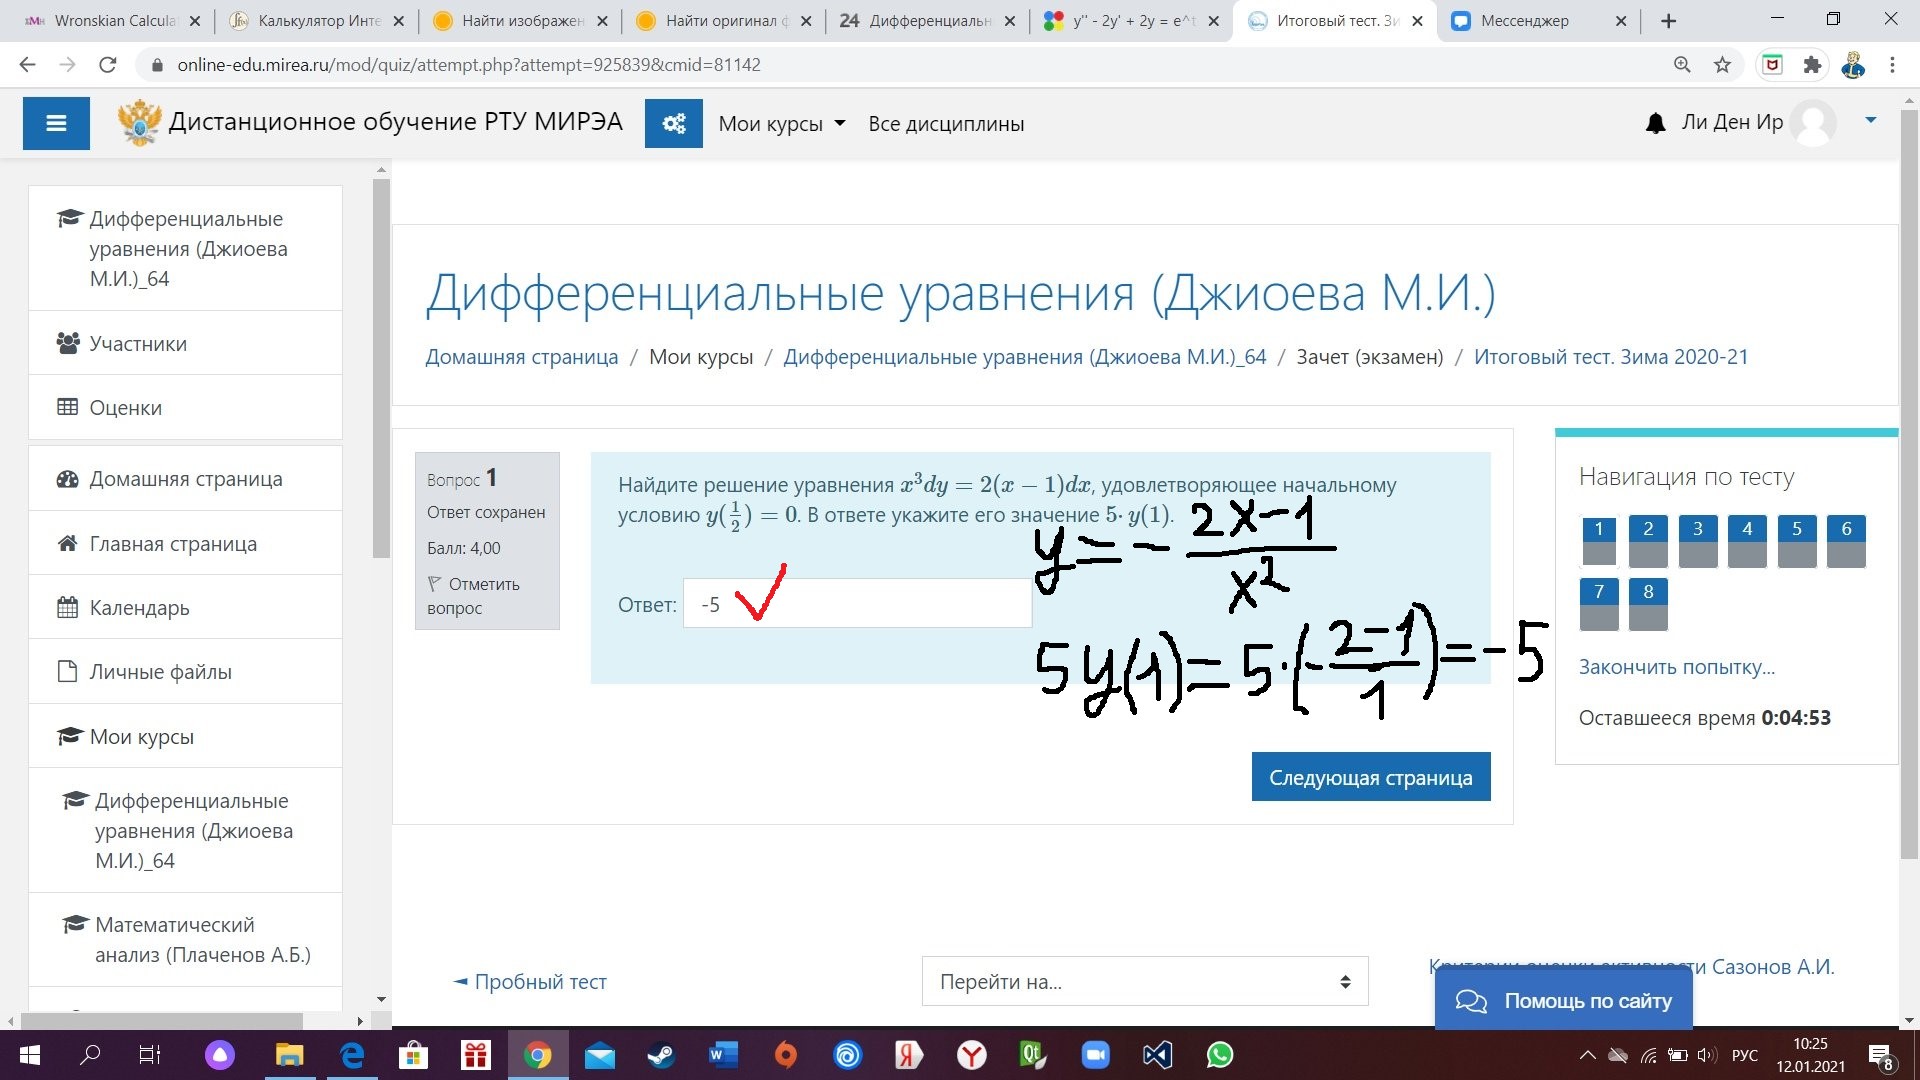 Wronskian Calcula
Калькулятор Инте
Найти изображен
Найти оригинал ф
24 Дифференциальн
y'' - 2y' + 2y = e^t
Итоговый тест. Зи
Мессенджер
online-edu.mirea.ru/mod/quiz/attempt.php?attempt=925839&cmid=81142
Дистанционное обучение РТУ МИРЭА
Мои курсы
Все дисциплины
Ли Ден Ир
Дифференциальные
уравнения (Джиоева
М.И.)_64
Участники
Оценки
Домашняя страница
Главная страница
Календарь
Личные файлы
Мои курсы
Дифференциальные
уравнения (Джиоева
М.И.)_64
Математический
анализ (Плаченов А.Б.)
Дифференциальные уравнения (Джиоева М.И.)
Домашняя страница / Мои курсы / Дифференциальные уравнения (Джиоева М.И.)_64 / Зачет (экзамен) / Итоговый тест. Зима 2020-21
Вопрос 1
Ответ сохранен
Балл: 4,00
Отметить
вопрос
Найдите решение уравнения x³dy = 2(x − 1)dx, удовлетворяющее начальному
условию y(1/2) = 0. В ответе укажите его значение 5· y(1).
Ответ: -5
y = - (2x-1)/x²
5y(1) = 5·(-(2-1)/1) = -5
Следующая страница
Навигация по тесту
1 2 3 4 5 6
7 8
Закончить попытку...
Оставшееся время 0:04:53
◄ Пробный тест
Перейти на...
Критерии оценки активности Сазонов А.И.
Помощь по сайту
РУС
10:25
12.01.2021
8